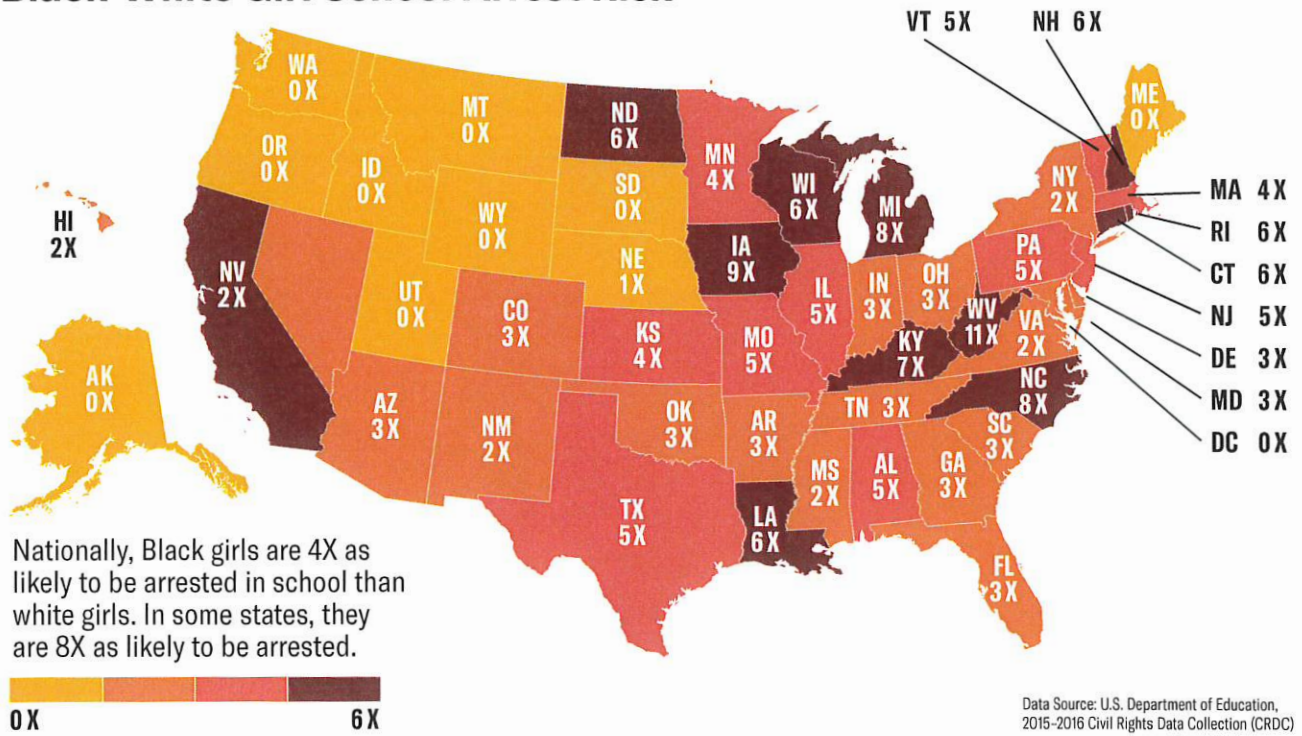 VT 5X
NH 6X
WA
0X
MT
0X
ND
6X
MN
4X
ME
0X
OR
0X
ID
0X
SD
0X
WI
6X
MI
8X
NY
2X
MA 4X
HI
2X
WY
0X
RI 6X
NV
2X
NE
1X
IA
9X
PA
5X
CT 6X
UT
0X
CO
3X
IL
5X
IN
3X
OH
3X
NJ 5X
KS
4X
MO
5X
KY
7X
WV
11X
VA
2X
DE 3X
AK
0X
AZ
3X
NM
2X
OK
3X
AR
3X
TN 3X
NC
8X
MD 3X
SC
3X
DC 0X
TX
5X
LA
6X
MS
2X
AL
5X
GA
3X
FL
3X
Nationally, Black girls are 4X as
likely to be arrested in school than
white girls. In some states, they
are 8X as likely to be arrested.
0X 6X
Data Source: U.S. Department of Education,
2015-2016 Civil Rights Data Collection (CRDC)